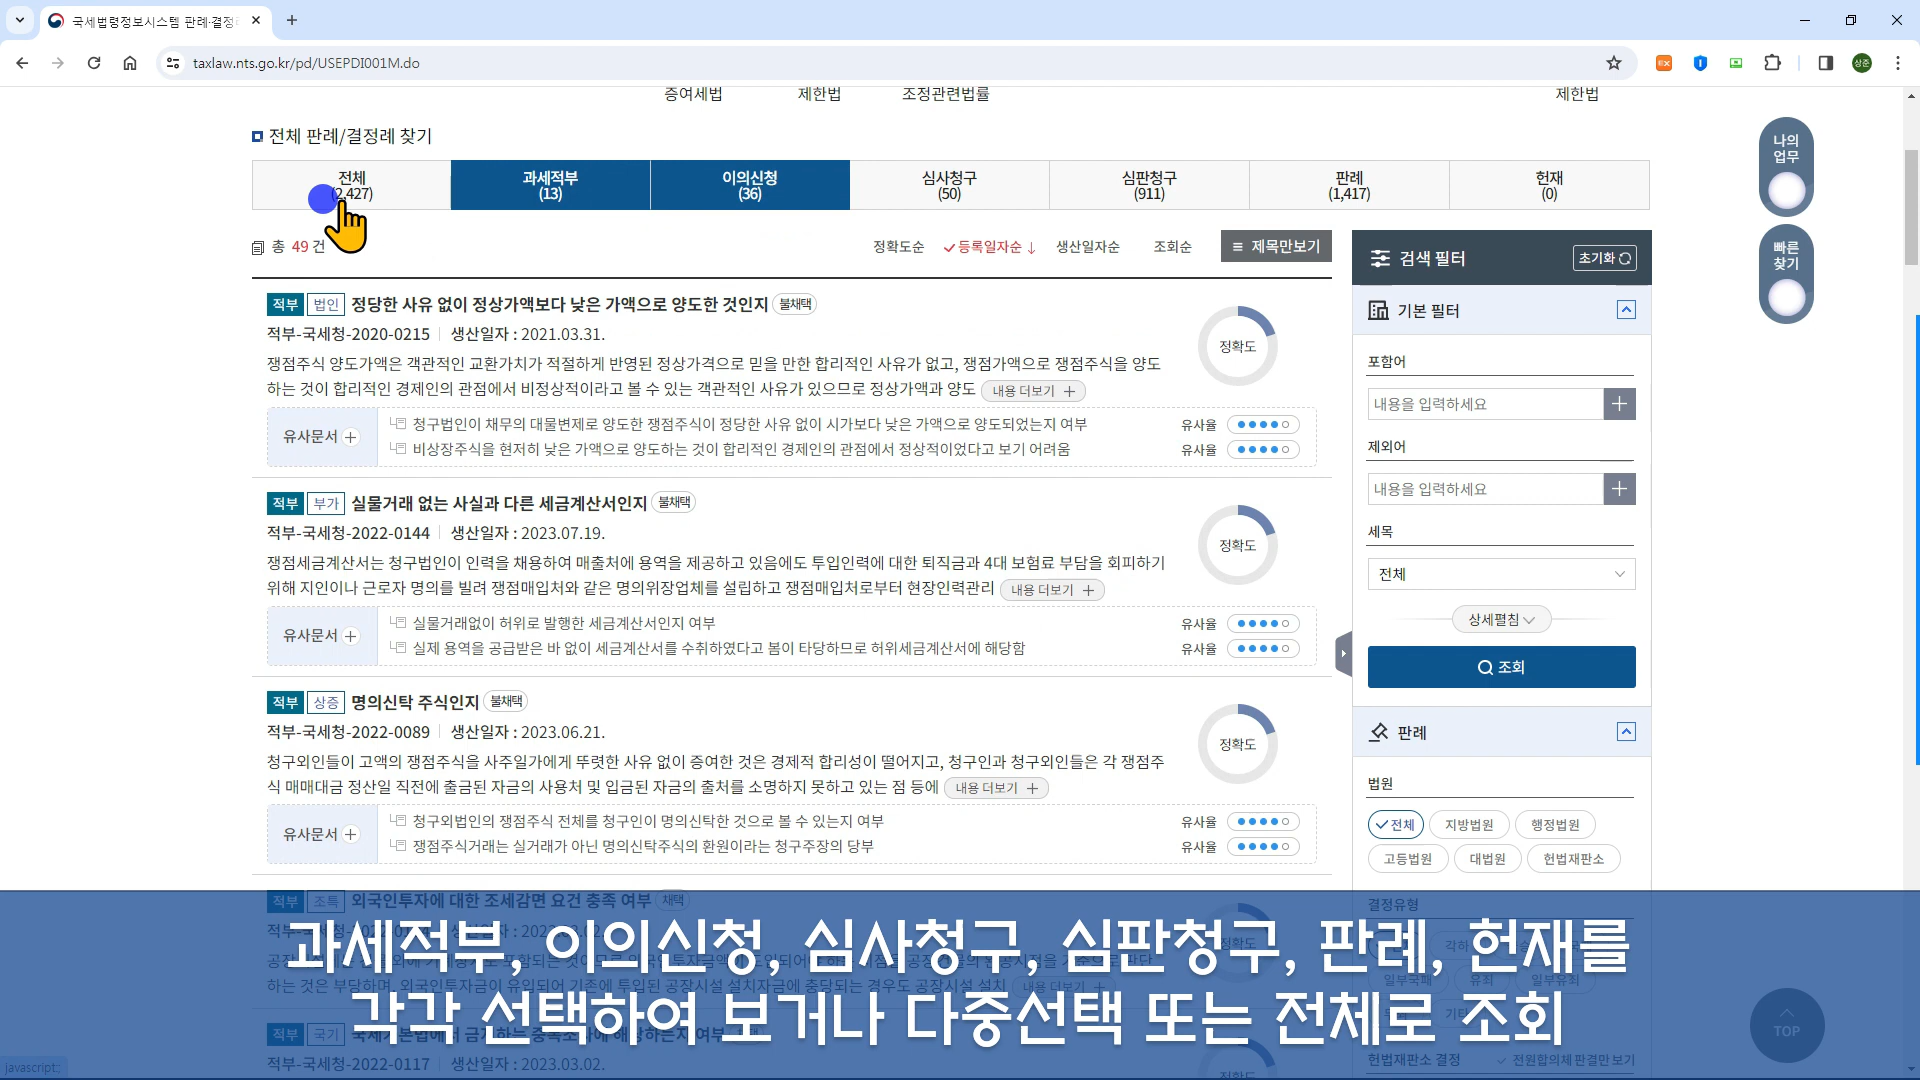 국세법령정보시스템 판례·결정
taxlaw.nts.go.kr/pd/USEPDI001M.do
상준
증여세법 제한법 조정관련법률 제한법
전체 판례/결정례 찾기
전체 (2,427)
과세적부 (13)
이의신청 (36)
심사청구 (50)
심판청구 (911)
판례 (1,417)
헌재 (0)
총 49 건
정확도순 등록일자순 ↓ 생산일자순 조회순 제목만보기
적부 법인 정당한 사유 없이 정상가액보다 낮은 가액으로 양도한 것인지 불채택
적부-국세청-2020-0215 생산일자 : 2021.03.31.
쟁점주식 양도가액은 객관적인 교환가치가 적절하게 반영된 정상가격으로 믿을 만한 합리적인 사유가 없고, 쟁점가액으로 쟁점주식을 양도
하는 것이 합리적인 경제인의 관점에서 비정상적이라고 볼 수 있는 객관적인 사유가 있으므로 정상가액과 양도 내용 더보기
정확도
유사문서
청구법인이 채무의 대물변제로 양도한 쟁점주식이 정당한 사유 없이 시가보다 낮은 가액으로 양도되었는지 여부 유사율
비상장주식을 현저히 낮은 가액으로 양도하는 것이 합리적인 경제인의 관점에서 정상적이었다고 보기 어려움 유사율
적부 부가 실물거래 없는 사실과 다른 세금계산서인지 불채택
적부-국세청-2022-0144 생산일자 : 2023.07.19.
쟁점세금계산서는 청구법인이 인력을 채용하여 매출처에 용역을 제공하고 있음에도 투입인력에 대한 퇴직금과 4대 보험료 부담을 회피하기
위해 지인이나 근로자 명의를 빌려 쟁점매입처와 같은 명의위장업체를 설립하고 쟁점매입처로부터 현장인력관리 내용 더보기
정확도
유사문서
실물거래없이 허위로 발행한 세금계산서인지 여부 유사율
실제 용역을 공급받은 바 없이 세금계산서를 수취하였다고 봄이 타당하므로 허위세금계산서에 해당함 유사율
적부 상증 명의신탁 주식인지 불채택
적부-국세청-2022-0089 생산일자 : 2023.06.21.
청구외인들이 고액의 쟁점주식을 사주일가에게 뚜렷한 사유 없이 증여한 것은 경제적 합리성이 떨어지고, 청구인과 청구외인들은 각 쟁점주
식 매매대금 정산일 직전에 출금된 자금의 사용처 및 입금된 자금의 출처를 소명하지 못하고 있는 점 등에 내용 더보기
정확도
유사문서
청구외법인의 쟁점주식 전체를 청구인이 명의신탁한 것으로 볼 수 있는지 여부 유사율
쟁점주식거래는 실거래가 아닌 명의신탁주식의 환원이라는 청구주장의 당부 유사율
적부 조특 외국인투자에 대한 조세감면 요건 충족 여부 채택
적부 국기
적부-국세청-2022-0117 생산일자 : 2023.03.02.
검색 필터 초기화
기본 필터
포함어
내용을 입력하세요
제외어
내용을 입력하세요
세목
전체
상세펼침
조회
판례
법원
전체 지방법원 행정법원
고등법원 대법원 헌법재판소
결정유형
헌법재판소 결정 전원합의체 판결만 보기
나의 업무
빠른 찾기
TOP
과세적부, 이의신청, 심사청구, 심판청구, 판례, 헌재를
각각 선택하여 보거나 다중선택 또는 전체로 조회